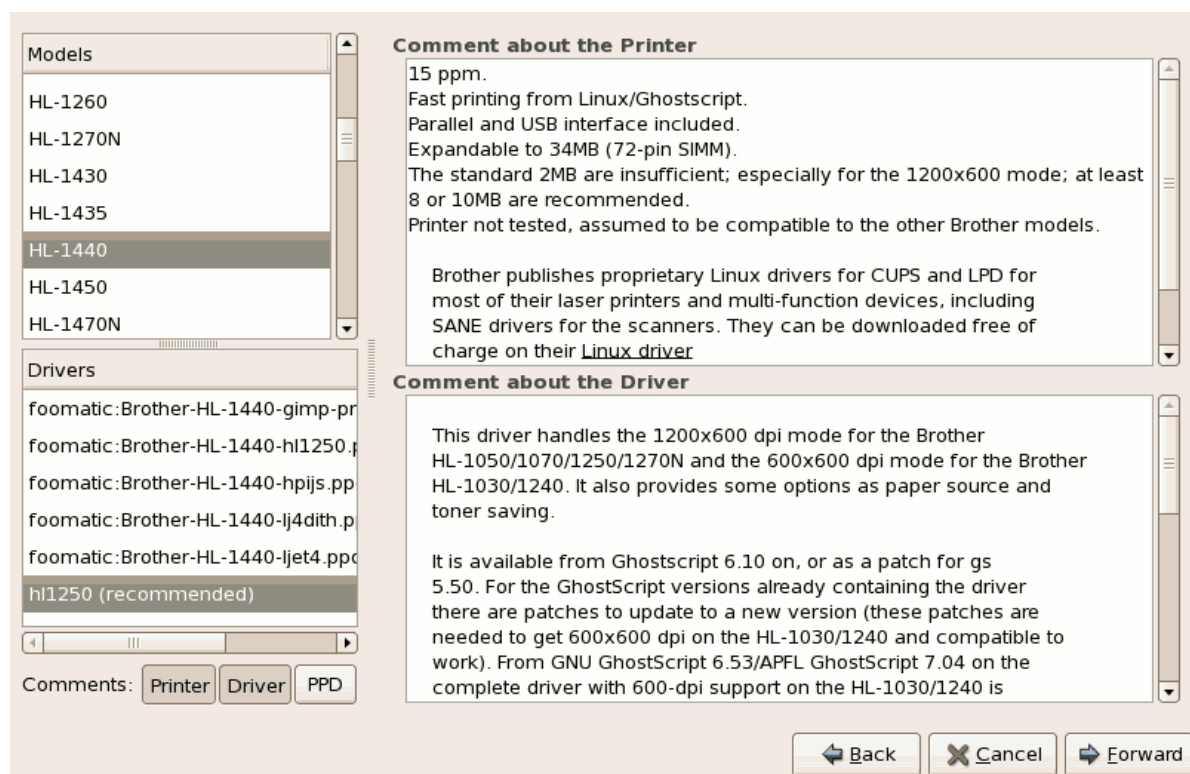 Models
HL-1260
HL-1270N
HL-1430
HL-1435
HL-1440
HL-1450
HL-1470N
Drivers
foomatic:Brother-HL-1440-gimp-pr
foomatic:Brother-HL-1440-hl1250.p
foomatic:Brother-HL-1440-hpijs.pp
foomatic:Brother-HL-1440-lj4dith.p
foomatic:Brother-HL-1440-ljet4.ppd
hl1250 (recommended)
Comments: Printer Driver PPD
Comment about the Printer
15 ppm.
Fast printing from Linux/Ghostscript.
Parallel and USB interface included.
Expandable to 34MB (72-pin SIMM).
The standard 2MB are insufficient; especially for the 1200x600 mode; at least
8 or 10MB are recommended.
Printer not tested, assumed to be compatible to the other Brother models.
Brother publishes proprietary Linux drivers for CUPS and LPD for
most of their laser printers and multi-function devices, including
SANE drivers for the scanners. They can be downloaded free of
charge on their Linux driver
Comment about the Driver
This driver handles the 1200x600 dpi mode for the Brother
HL-1050/1070/1250/1270N and the 600x600 dpi mode for the Brother
HL-1030/1240. It also provides some options as paper source and
toner saving.
It is available from Ghostscript 6.10 on, or as a patch for gs
5.50. For the GhostScript versions already containing the driver
there are patches to update to a new version (these patches are
needed to get 600x600 dpi on the HL-1030/1240 and compatible to
work). From GNU GhostScript 6.53/APFL GhostScript 7.04 on the
complete driver with 600-dpi support on the HL-1030/1240 is
Back Cancel Forward